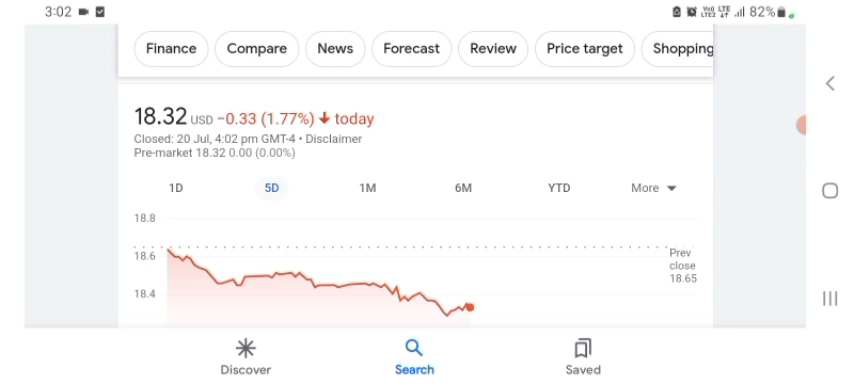 3:02 82%
Finance Compare News Forecast Review Price target Shopping
18.32 USD −0.33 (1.77%) today
Closed: 20 Jul, 4:02 pm GMT-4 • Disclaimer
Pre-market 18.32 0.00 (0.00%)
1D 5D 1M 6M YTD More
18.8
18.6
Prev
close
18.65
18.4
Discover Search Saved